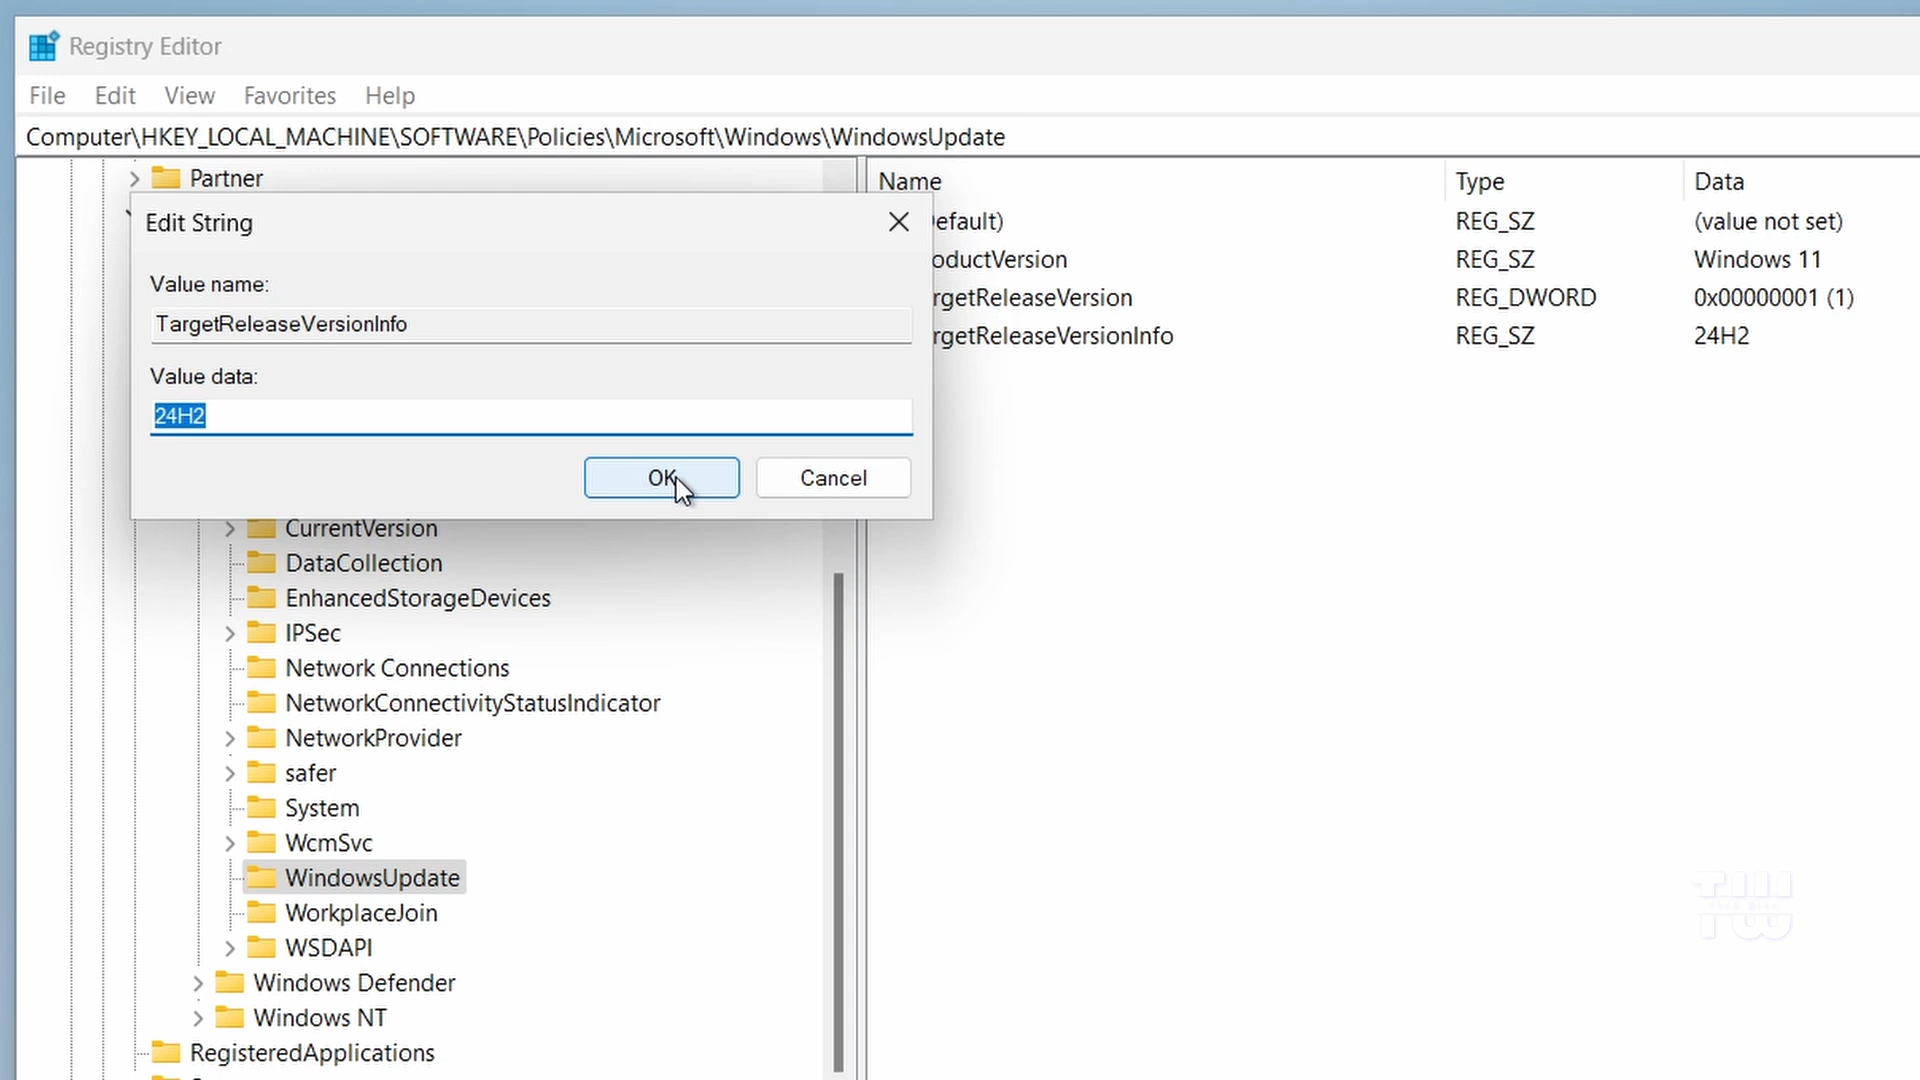 Registry Editor
File Edit View Favorites Help
Computer\HKEY_LOCAL_MACHINE\SOFTWARE\Policies\Microsoft\Windows\WindowsUpdate
Partner
Edit String
Value name:
TargetReleaseVersionInfo
Value data:
24H2
OK Cancel
CurrentVersion
DataCollection
EnhancedStorageDevices
IPSec
Network Connections
NetworkConnectivityStatusIndicator
NetworkProvider
safer
System
WcmSvc
WindowsUpdate
WorkplaceJoin
WSDAPI
Windows Defender
Windows NT
RegisteredApplications
Name Type Data
efault) REG_SZ (value not set)
oductVersion REG_SZ Windows 11
rgetReleaseVersion REG_DWORD 0x00000001 (1)
rgetReleaseVersionInfo REG_SZ 24H2